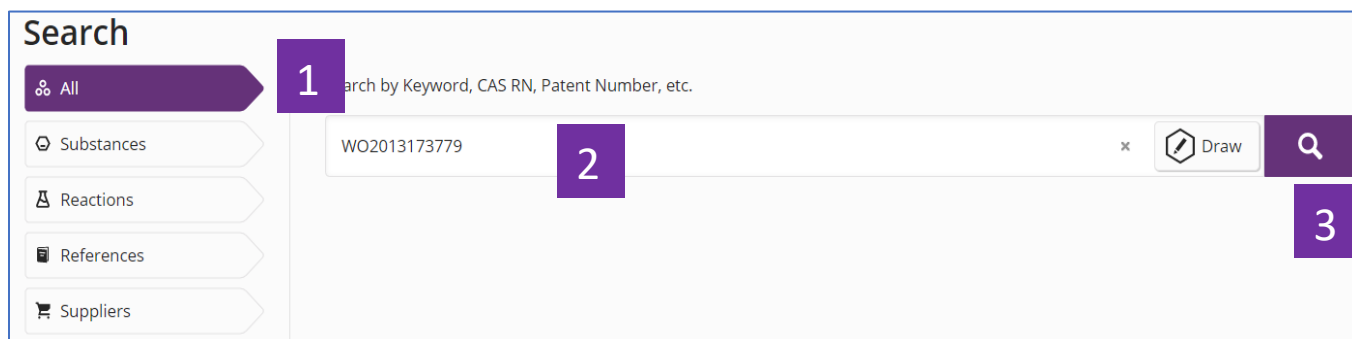 Search
All
1
arch by Keyword, CAS RN, Patent Number, etc.
Substances
WO2013173779
2
Draw
Reactions
3
References
Suppliers